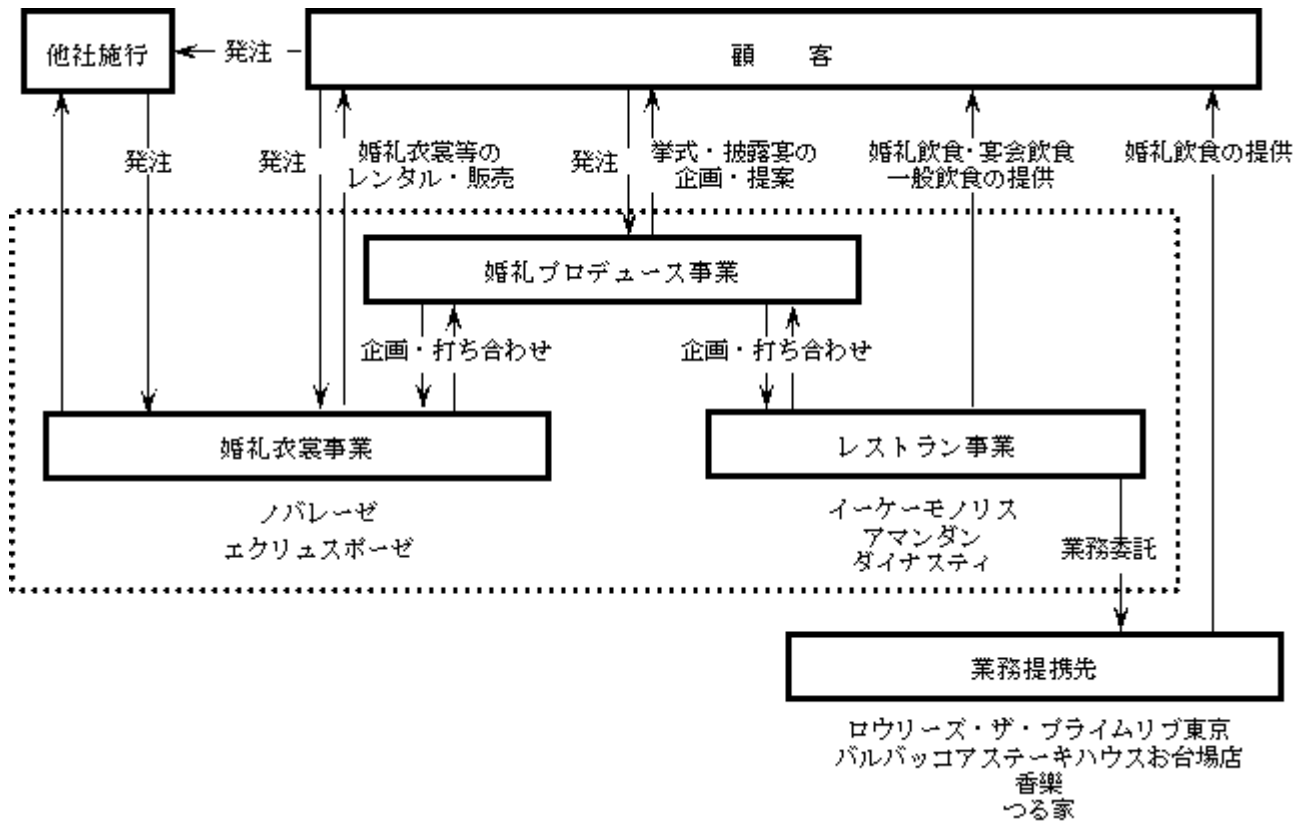 他社施行
発注
顧 客
発注
発注
婚礼衣裳等の
レンタル・販売
発注
挙式・披露宴の
企画・提案
婚礼飲食・宴会飲食
一般飲食の提供
婚礼飲食の提供
婚礼プロデュース事業
企画・打ち合わせ
企画・打ち合わせ
婚礼衣裳事業
レストラン事業
ノバレーゼ
エクリュスポーゼ
イーケーモノリス
アマンダン
ダイナスティ
業務委託
業務提携先
ロウリーズ・ザ・プライムリブ東京
バルバッコアステーキハウスお台場店
香樂
つる家